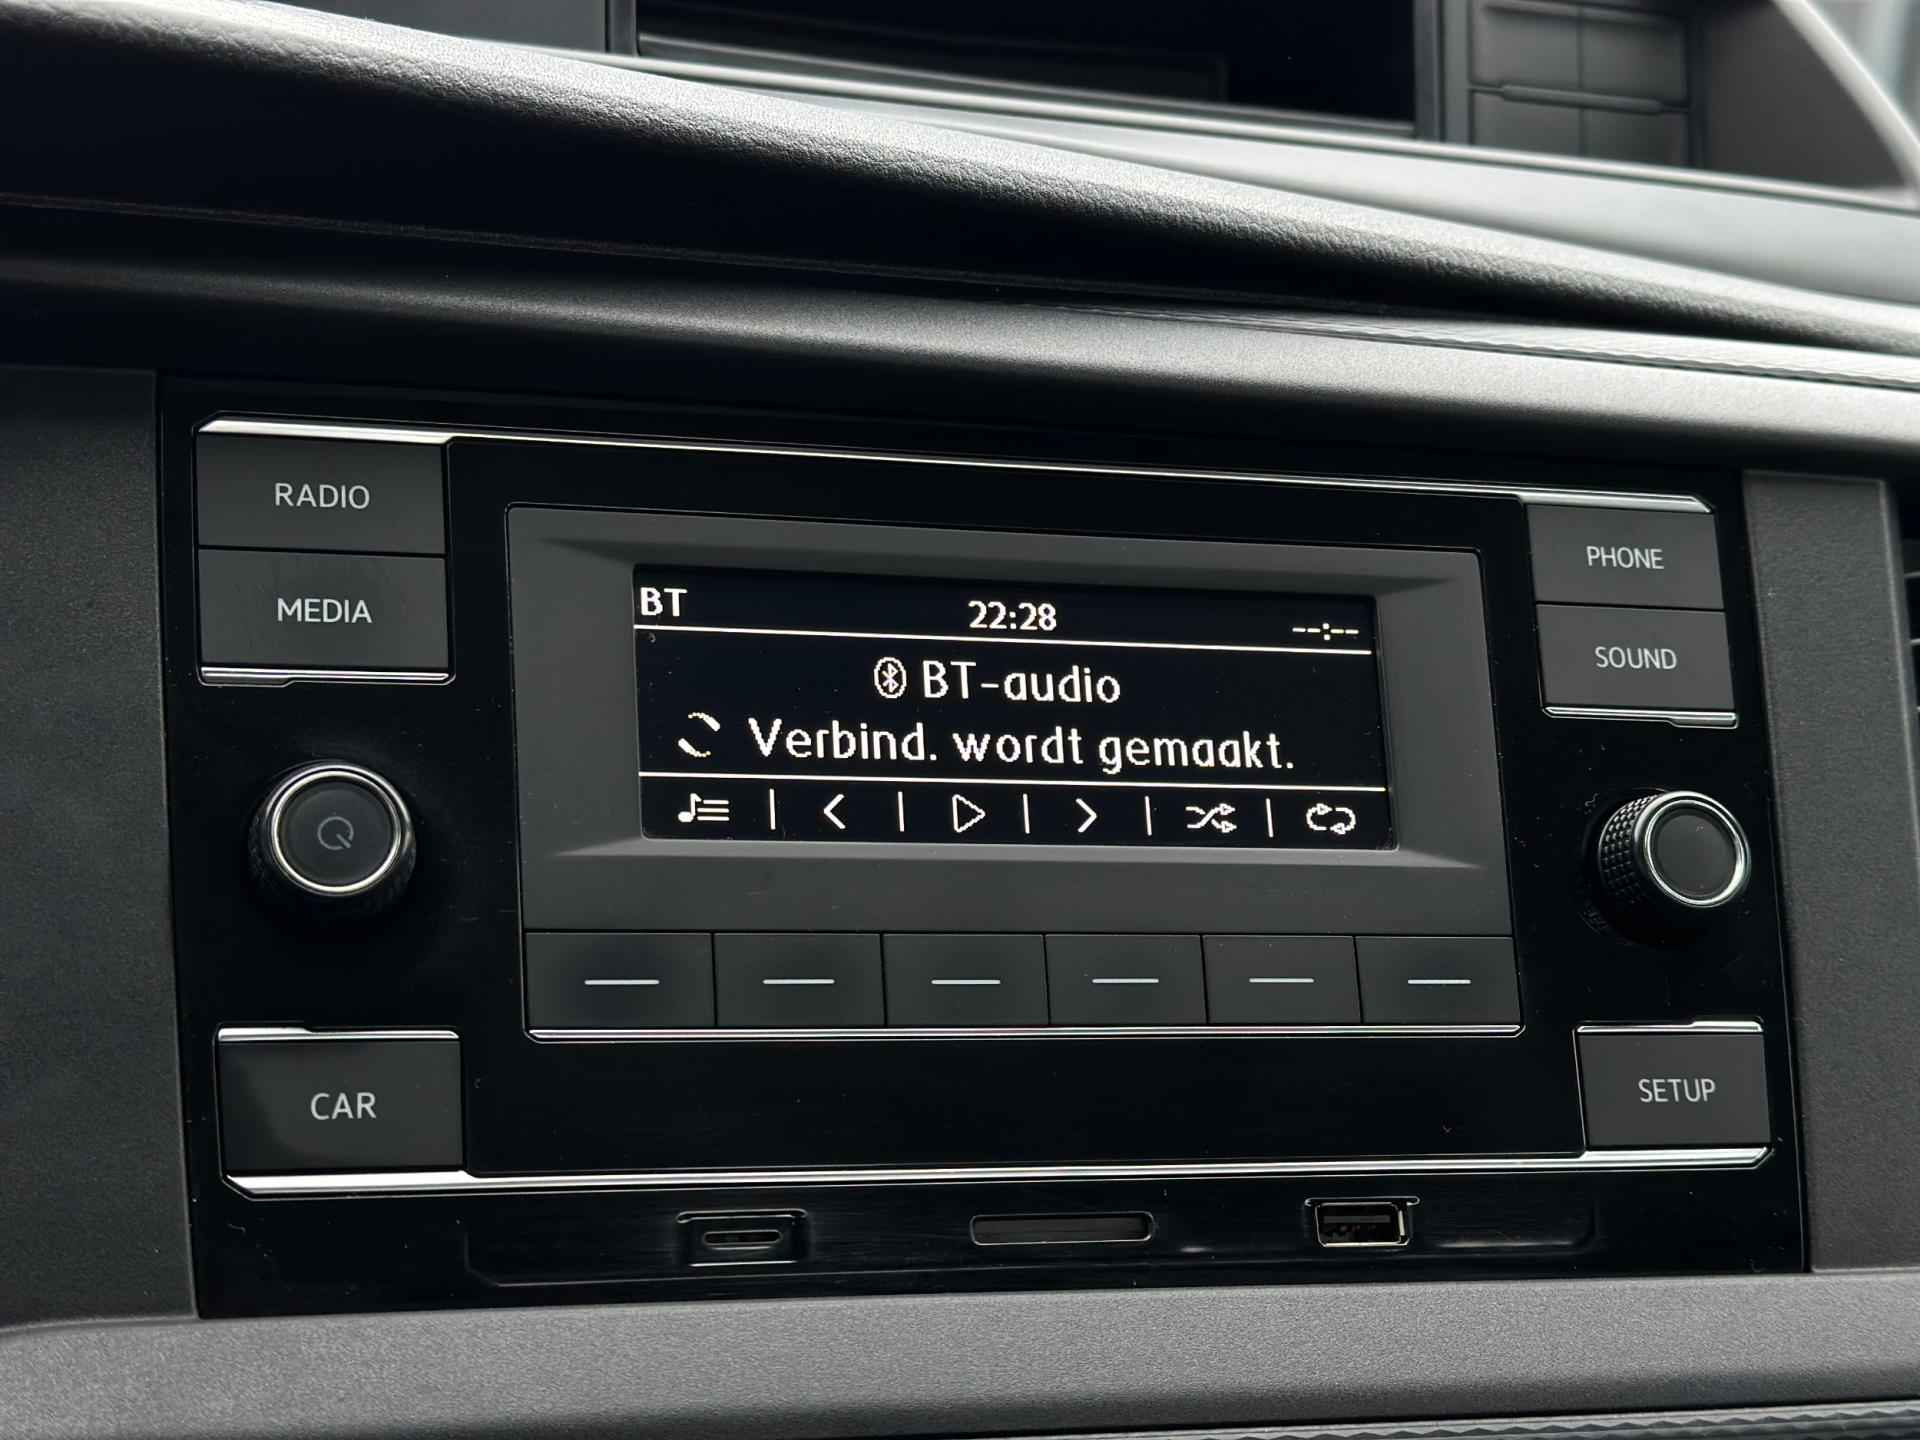 RADIO
MEDIA
BT 22:28 --:--
BT-audio
Verbind. wordt gemaakt.
PHONE
SOUND
CAR
SETUP